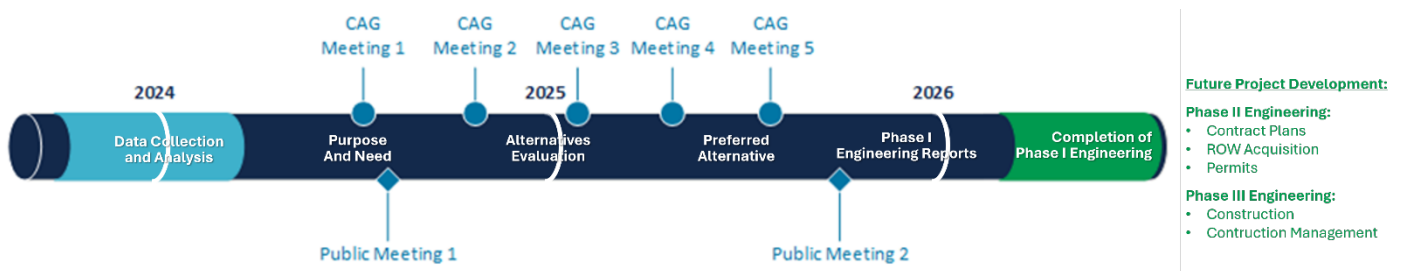 CAG
Meeting 1
CAG
Meeting 2
CAG
Meeting 3
CAG
Meeting 4
CAG
Meeting 5
2024
2025
2026
Data Collection
and Analysis
Purpose
And Need
Alternatives
Evaluation
Preferred
Alternative
Phase I
Engineering Reports
Completion of
Phase I Engineering
Public Meeting 1
Public Meeting 2
Future Project Development:
Phase II Engineering:
• Contract Plans
• ROW Acquisition
• Permits
Phase III Engineering:
• Construction
• Contruction Management